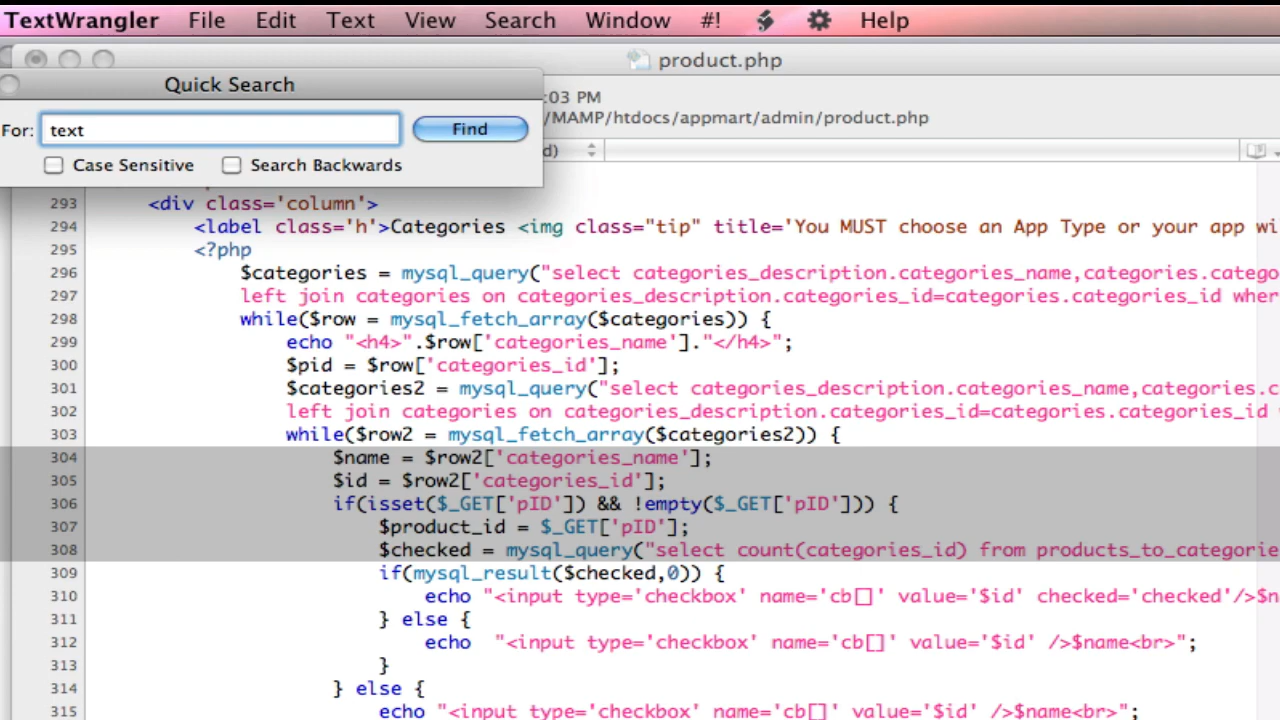 TextWrangler File Edit Text View Search Window #! Help
product.php
Quick Search
:03 PM
For: text Find
/MAMP/htdocs/appmart/admin/product.php
Case Sensitive Search Backwards
d)
293 <div class='column'>
294 <label class='h'>Categories <img class="tip" title='You MUST choose an App Type or your app wi
295 <?php
296 $categories = mysql_query("select categories_description.categories_name,categories.catego
297 left join categories on categories_description.categories_id=categories.categories_id wher
298 while($row = mysql_fetch_array($categories)) {
299 echo "<h4>".$row['categories_name']."</h4>";
300 $pid = $row['categories_id'];
301 $categories2 = mysql_query("select categories_description.categories_name,categories.c
302 left join categories on categories_description.categories_id=categories.categories_id
303 while($row2 = mysql_fetch_array($categories2)) {
304 $name = $row2['categories_name'];
305 $id = $row2['categories_id'];
306 if(isset($_GET['pID']) && !empty($_GET['pID'])) {
307 $product_id = $_GET['pID'];
308 $checked = mysql_query("select count(categories_id) from products_to_categorie
309 if(mysql_result($checked,0)) {
310 echo "<input type='checkbox' name='cb[]' value='$id' checked='checked'/>$n
311 } else {
312 echo "<input type='checkbox' name='cb[]' value='$id' />$name<br>";
313 }
314 } else {
315 echo "<input type='checkbox' name='cb[]' value='$id' />$name<br>";